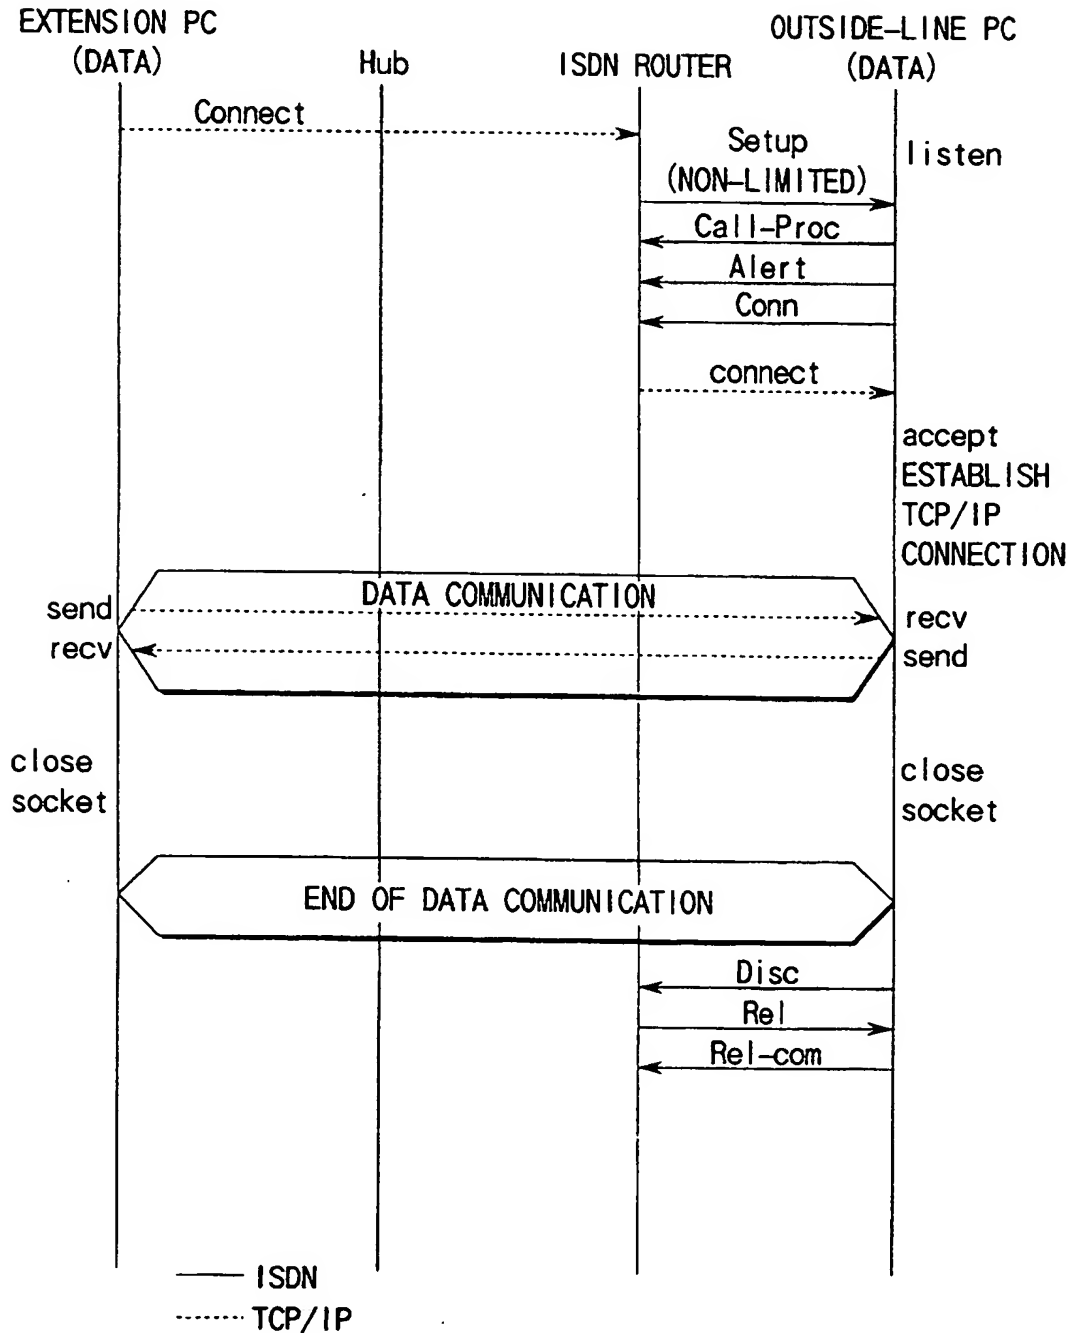 EXTENSION PC
(DATA)
Hub
ISDN ROUTER
OUTSIDE-LINE PC
(DATA)
Connect
Setup
(NON-LIMITED)
listen
Call-Proc
Alert
Conn
connect
accept
ESTABLISH
TCP/IP
CONNECTION
DATA COMMUNICATION
send
recv
recv
send
close
socket
close
socket
END OF DATA COMMUNICATION
Disc
Rel
Rel-com
ISDN
TCP/IP